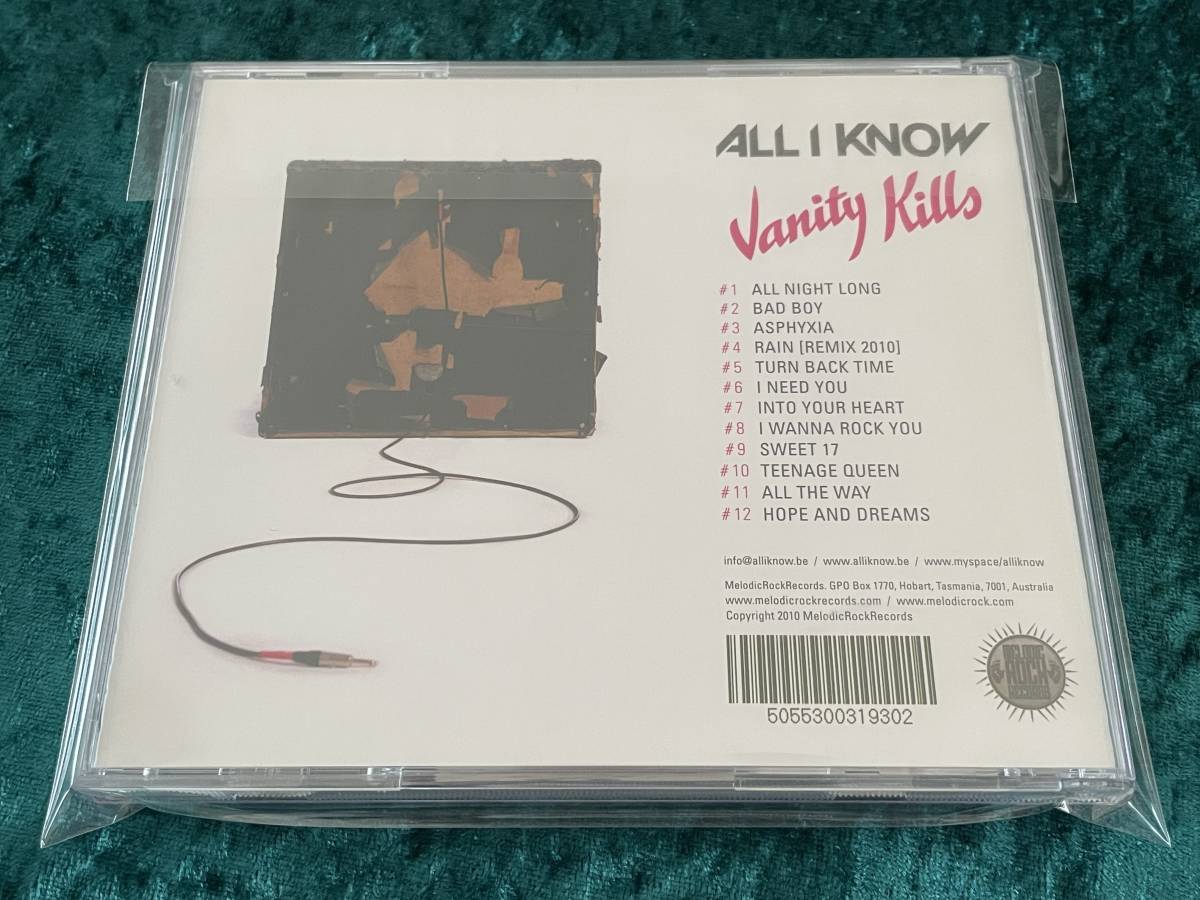 ALL I KNOW
Vanity Kills
#1 ALL NIGHT LONG
#2 BAD BOY
#3 ASPHYXIA
#4 RAIN [REMIX 2010]
#5 TURN BACK TIME
#6 I NEED YOU
#7 INTO YOUR HEART
#8 I WANNA ROCK YOU
#9 SWEET 17
#10 TEENAGE QUEEN
#11 ALL THE WAY
#12 HOPE AND DREAMS
info@alliknow.be / www.alliknow.be / www.myspace/alliknow
MelodicRockRecords. GPO Box 1770, Hobart, Tasmania, 7001, Australia
www.melodicrockrecords.com / www.melodicrock.com
Copyright 2010 MelodicRockRecords
5055300319302
MELODIC
ROCK
RECORDS